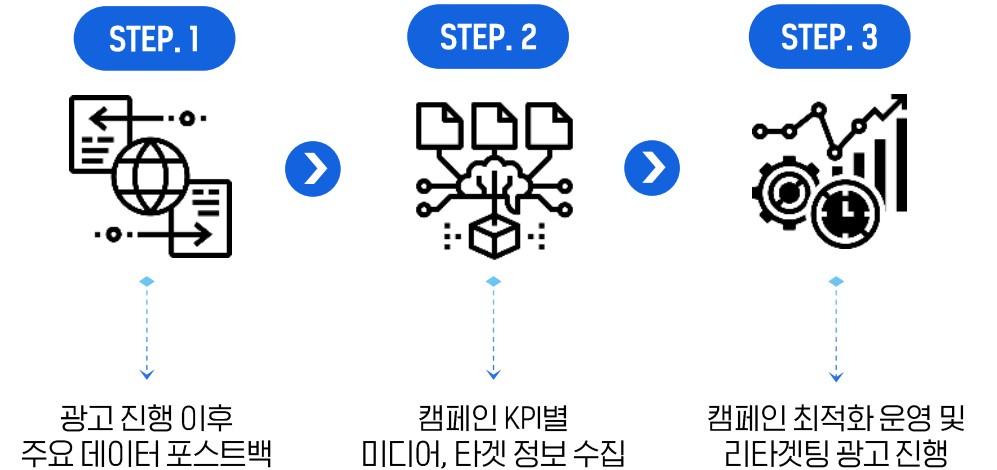 STEP. 1
STEP. 2
STEP. 3
광고 진행 이후
주요 데이터 포스트백
캠페인 KPI별
미디어, 타겟 정보 수집
캠페인 최적화 운영 및
리타겟팅 광고 진행